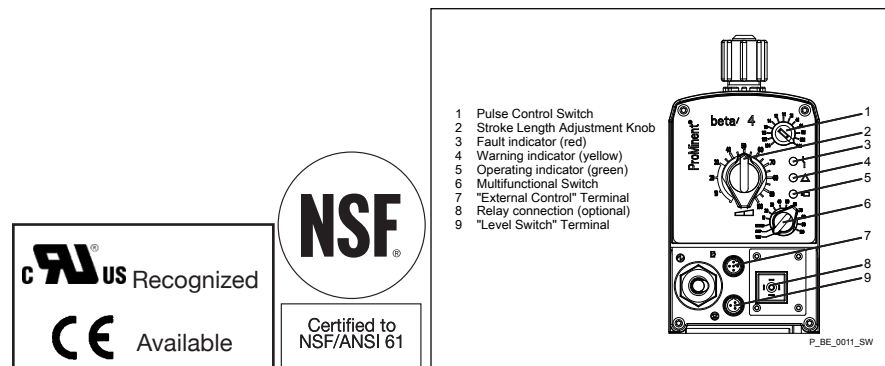 1 Pulse Control Switch
2 Stroke Length Adjustment Knob
3 Fault indicator (red)
4 Warning indicator (yellow)
5 Operating indicator (green)
6 Multifunctional Switch
7 "External Control" Terminal
8 Relay connection (optional)
9 "Level Switch" Terminal
ProMinent®
beta/ 4
1
2
3
4
5
6
7
8
9
P_BE_0011_SW
NSF®
Certified to
NSF/ANSI 61
c RU® US Recognized
CE Available